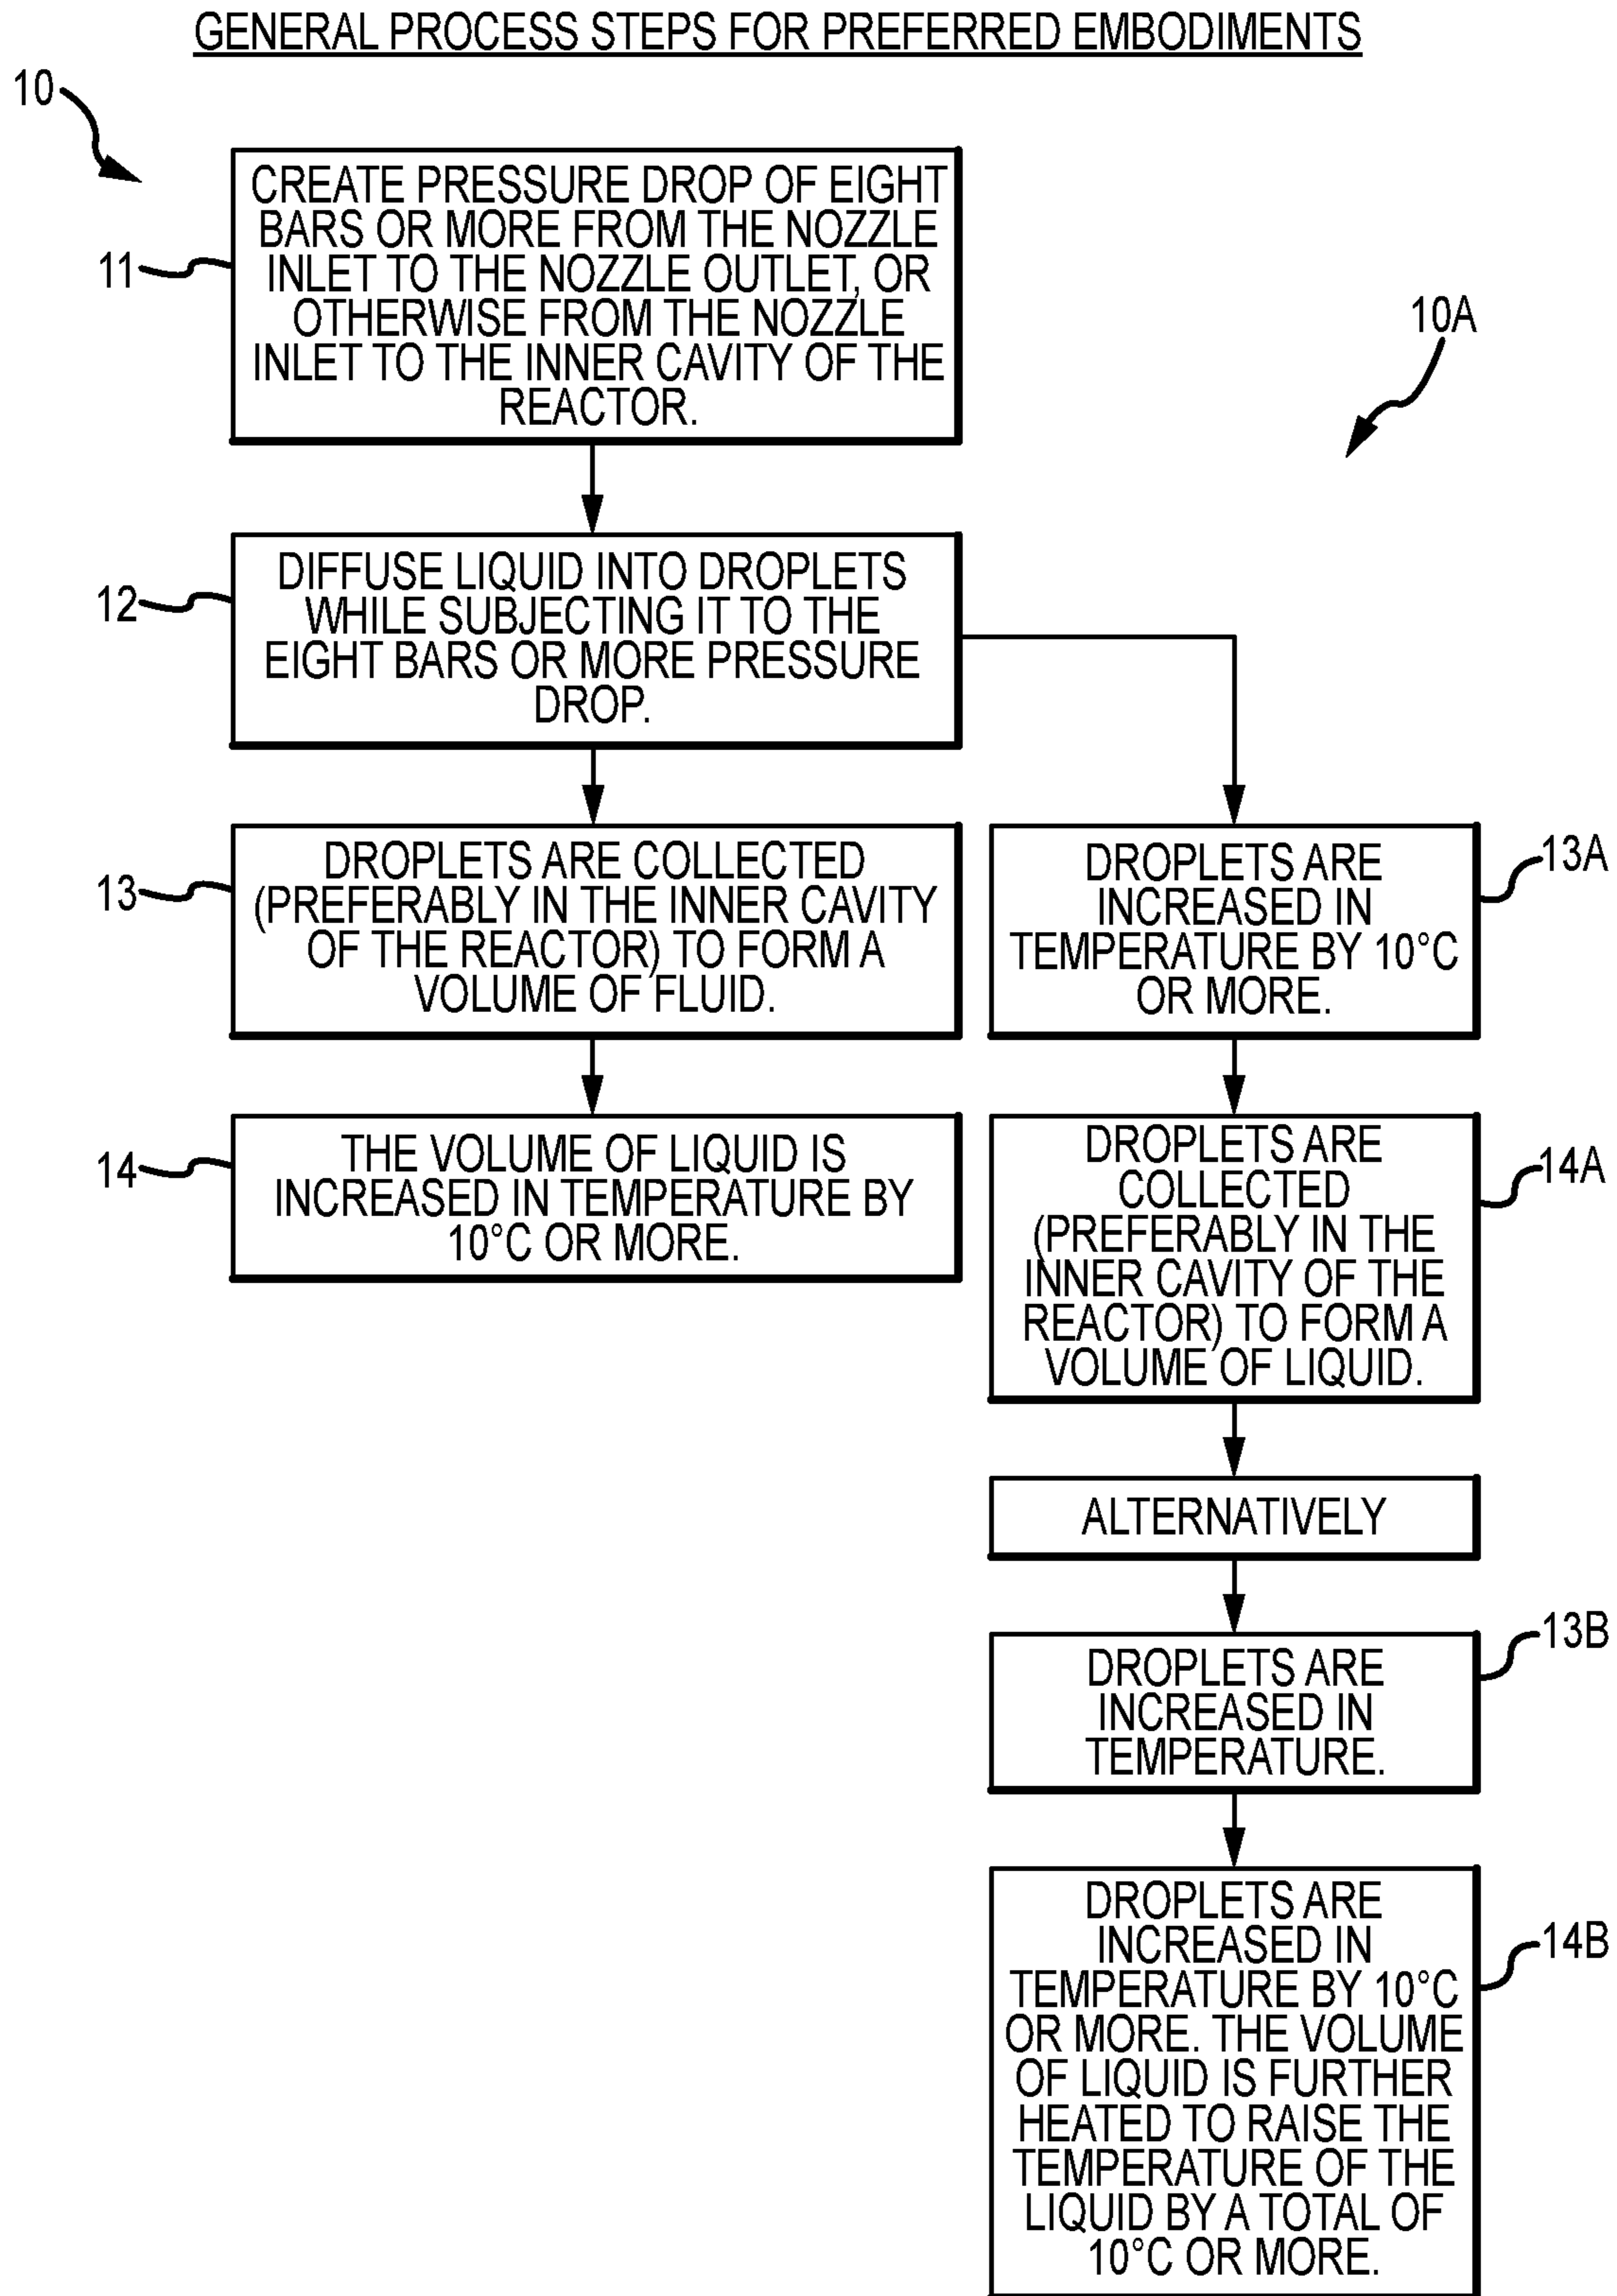 GENERAL PROCESS STEPS FOR PREFERRED EMBODIMENTS
10
CREATE PRESSURE DROP OF EIGHT
BARS OR MORE FROM THE NOZZLE
INLET TO THE NOZZLE OUTLET, OR
OTHERWISE FROM THE NOZZLE
INLET TO THE INNER CAVITY OF THE
REACTOR.
11
10A
DIFFUSE LIQUID INTO DROPLETS
WHILE SUBJECTING IT TO THE
EIGHT BARS OR MORE PRESSURE
DROP.
12
DROPLETS ARE COLLECTED
(PREFERABLY IN THE INNER CAVITY
OF THE REACTOR) TO FORM A
VOLUME OF FLUID.
13
THE VOLUME OF LIQUID IS
INCREASED IN TEMPERATURE BY
10°C OR MORE.
14
DROPLETS ARE
INCREASED IN
TEMPERATURE BY 10°C
OR MORE.
13A
DROPLETS ARE
COLLECTED
(PREFERABLY IN THE
INNER CAVITY OF THE
REACTOR) TO FORM A
VOLUME OF LIQUID.
14A
ALTERNATIVELY
DROPLETS ARE
INCREASED IN
TEMPERATURE.
13B
DROPLETS ARE
INCREASED IN
TEMPERATURE BY 10°C
OR MORE. THE VOLUME
OF LIQUID IS FURTHER
HEATED TO RAISE THE
TEMPERATURE OF THE
LIQUID BY A TOTAL OF
10°C OR MORE.
14B